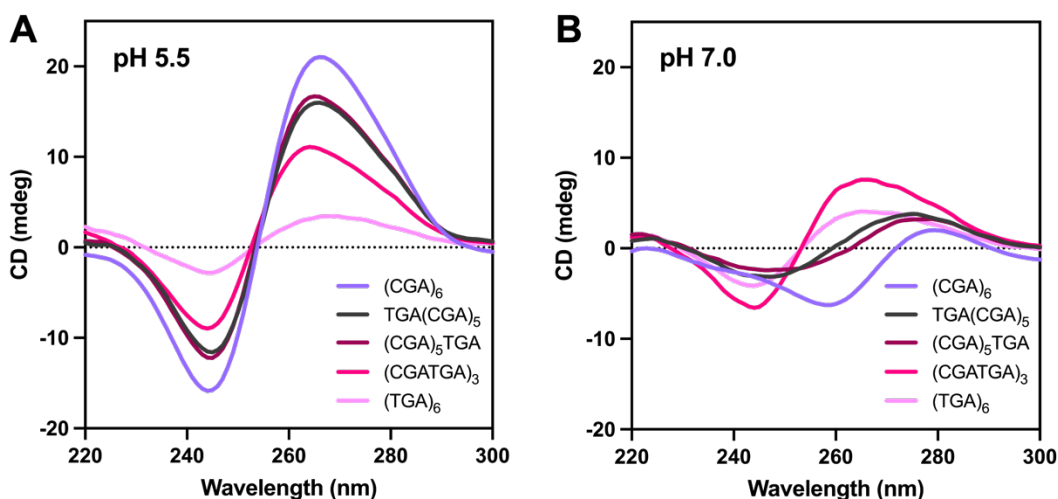 A
pH 5.5
CD (mdeg)
20
10
0
-10
-20
(CGA)₆
TGA(CGA)₅
(CGA)₅TGA
(CGATGA)₃
(TGA)₆
220 240 260 280 300
Wavelength (nm)
B
pH 7.0
CD (mdeg)
20
10
0
-10
-20
(CGA)₆
TGA(CGA)₅
(CGA)₅TGA
(CGATGA)₃
(TGA)₆
220 240 260 280 300
Wavelength (nm)